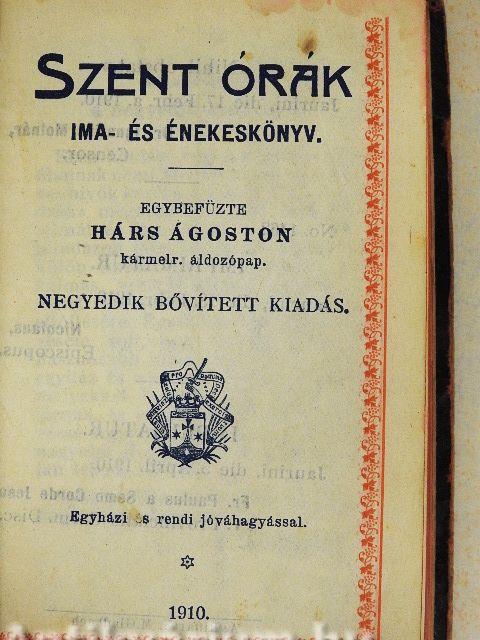 SZENT ÓRÁK
IMA- ÉS ÉNEKESKÖNYV.
EGYBEFŰZTE
HÁRS ÁGOSTON
kármelr. áldozópap.
NEGYEDIK BŐVÍTETT KIADÁS.
Egyházi és rendi jóváhagyással.
1910.